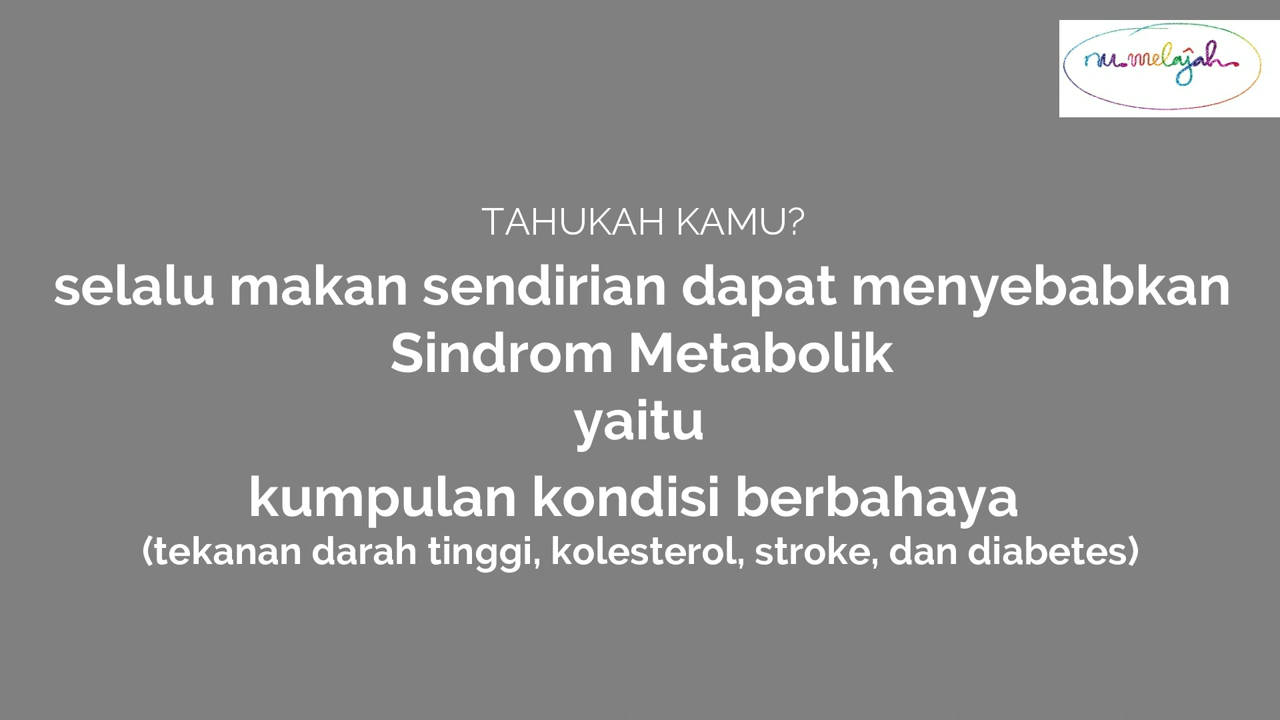 nu melajah
TAHUKAH KAMU?
selalu makan sendirian dapat menyebabkan
Sindrom Metabolik
yaitu
kumpulan kondisi berbahaya
(tekanan darah tinggi, kolesterol, stroke, dan diabetes)